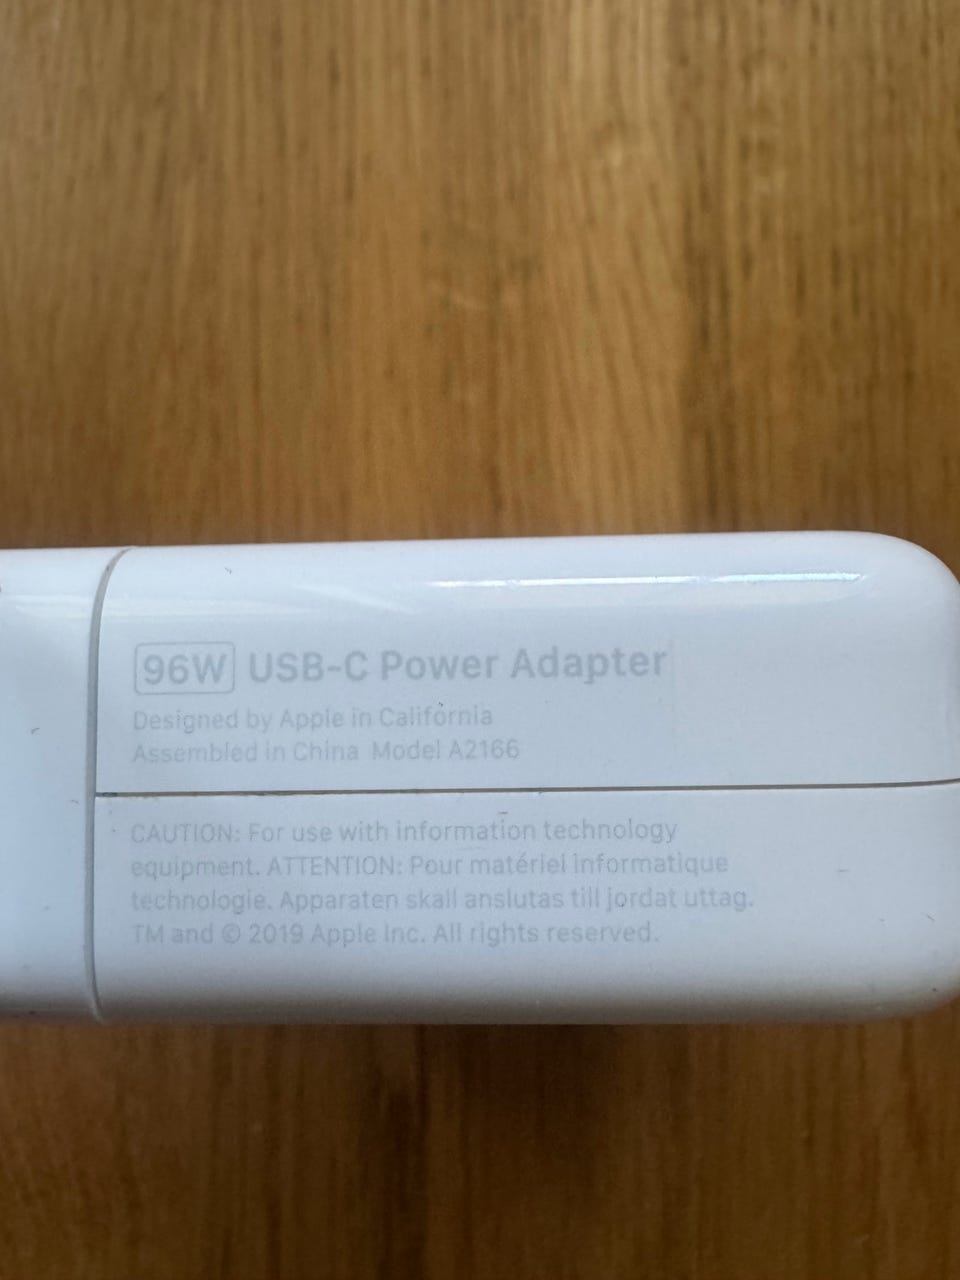 96W USB-C Power Adapter
Designed by Apple in California
Assembled in China Model A2166
CAUTION: For use with information technology
equipment. ATTENTION: Pour matériel informatique
technologie. Apparaten skall anslutas till jordat uttag.
TM and © 2019 Apple Inc. All rights reserved.